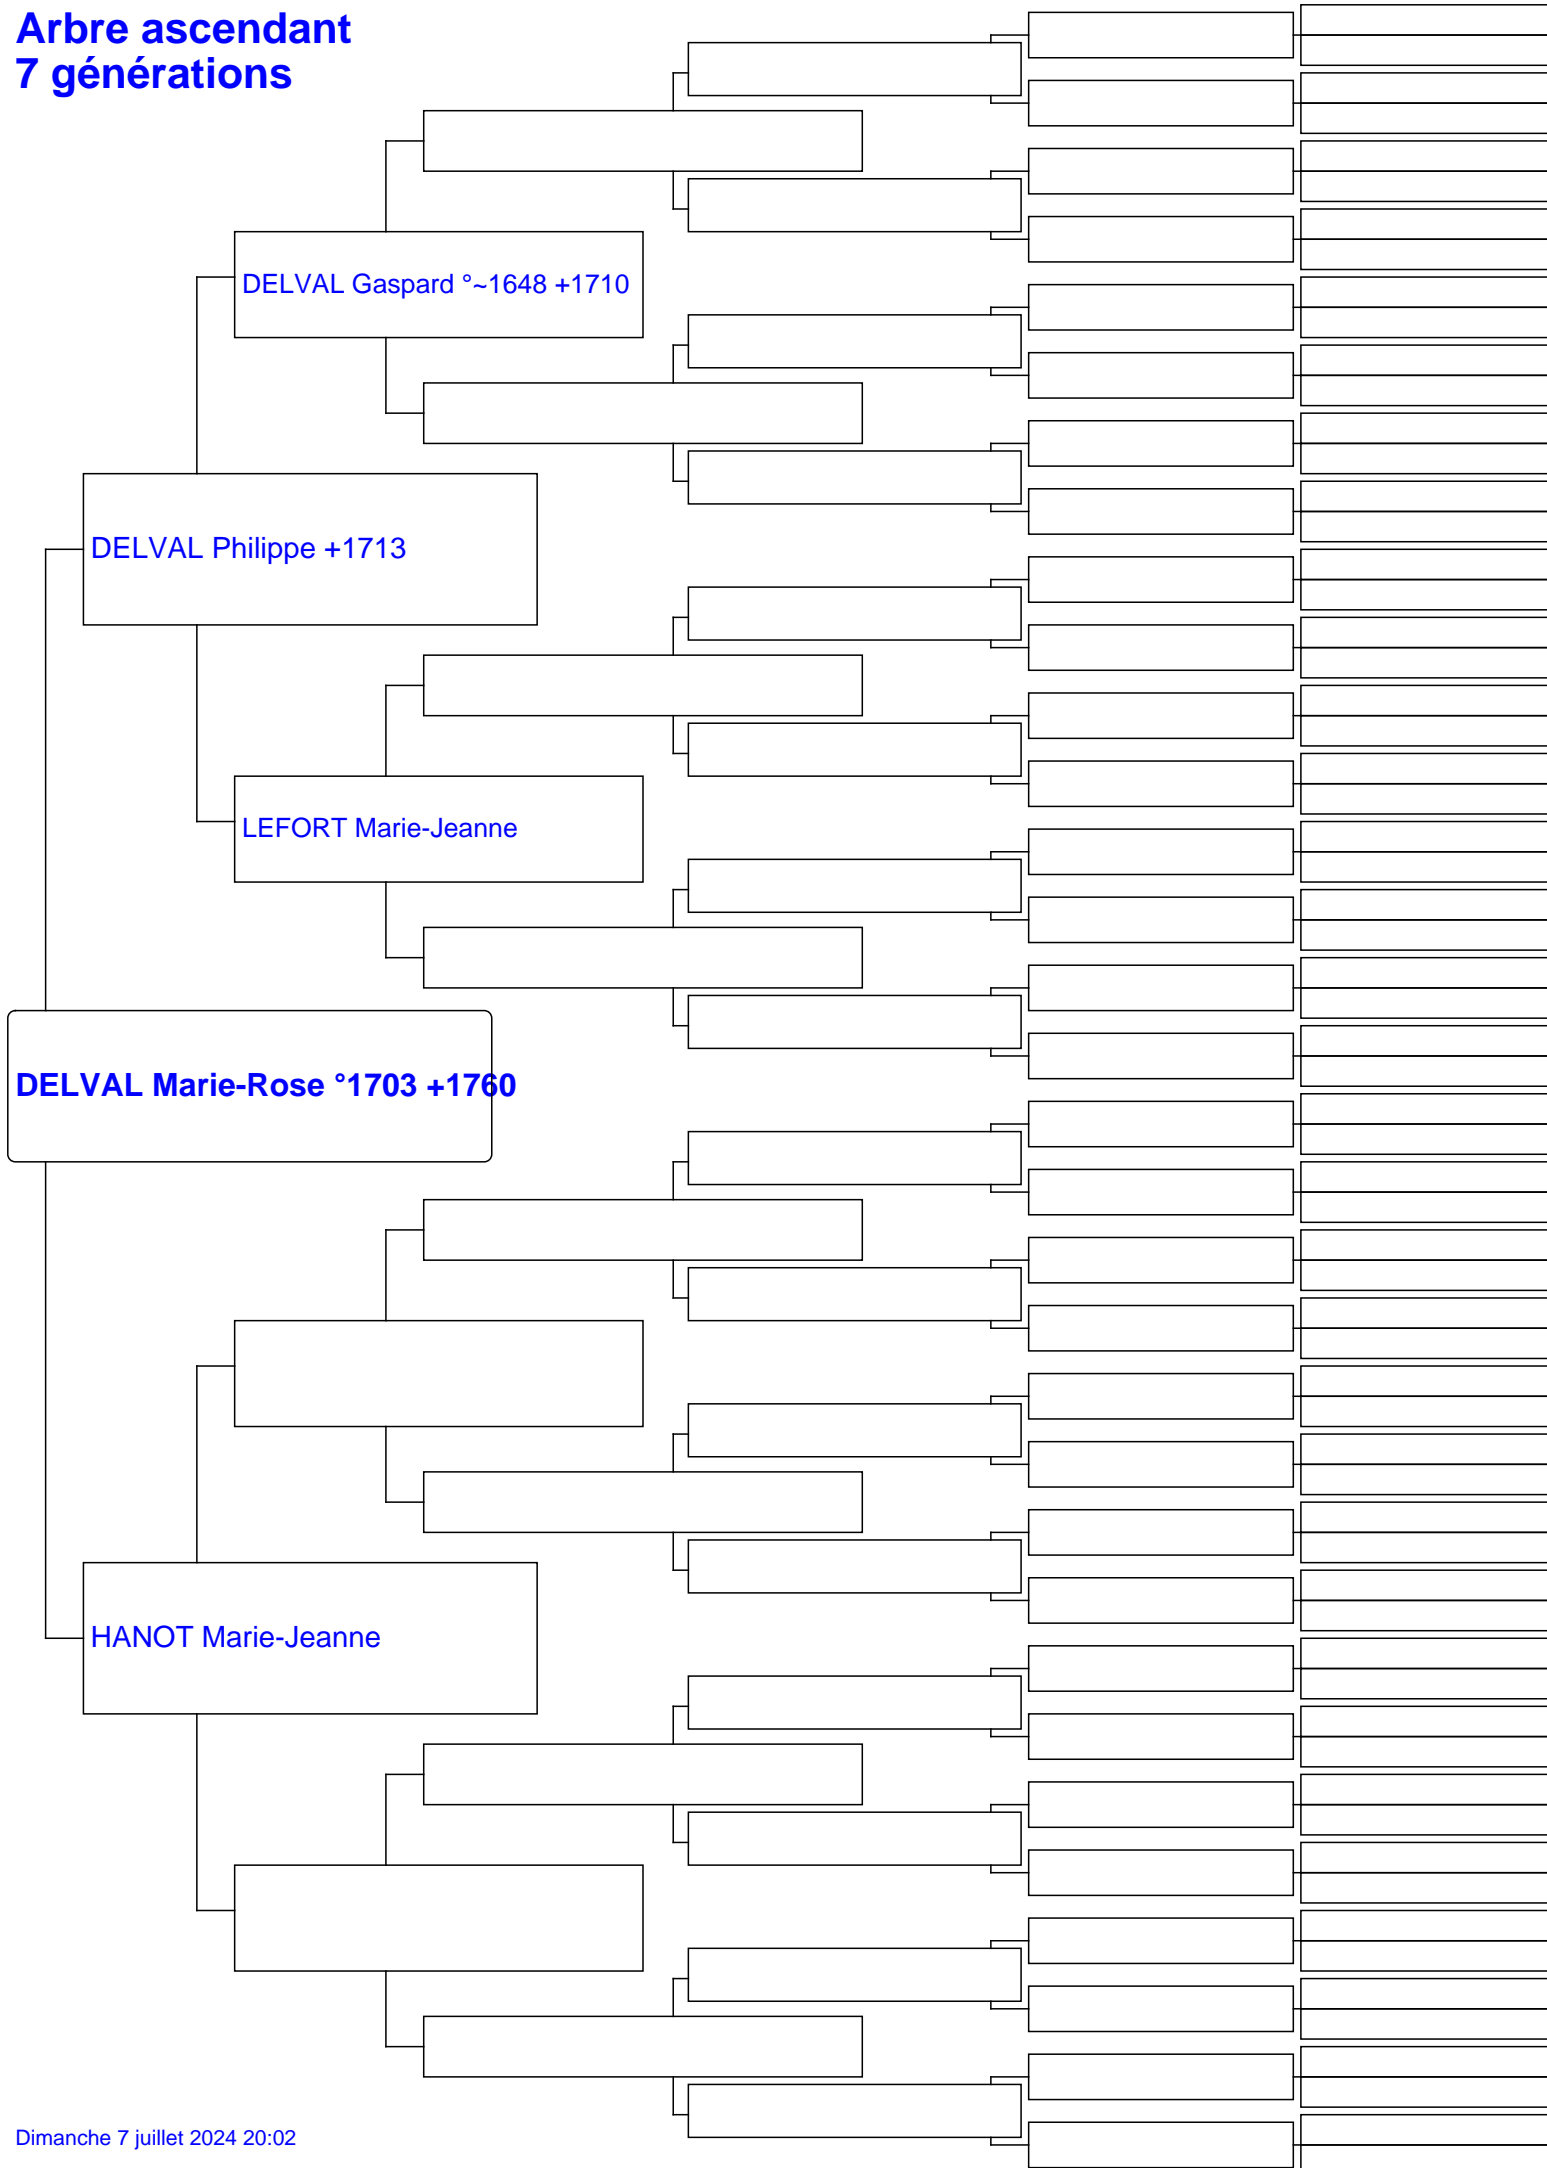 Arbre ascendant
7 générations
DELVAL Gaspard °~1648 +1710
DELVAL Philippe +1713
LEFORT Marie-Jeanne
DELVAL Marie-Rose °1703 +1760
HANOT Marie-Jeanne
Dimanche 7 juillet 2024 20:02